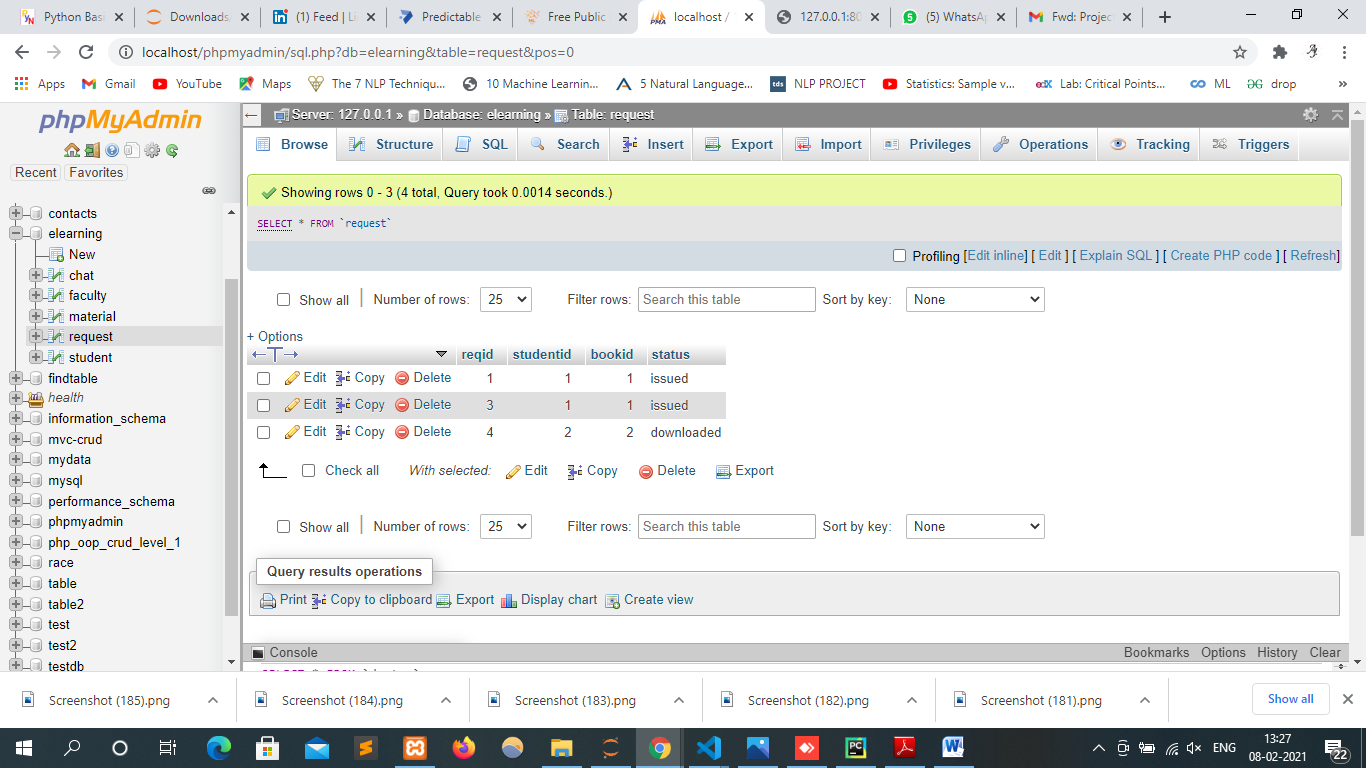 Python Bas
Downloads/
(1) Feed | Li
Predictable
Free Public
localhost /
127.0.0.1:80
(5) WhatsA
Fwd: Projec
localhost/phpmyadmin/sql.php?db=elearning&table=request&pos=0
Apps
Gmail
YouTube
Maps
The 7 NLP Techniqu...
10 Machine Learnin...
5 Natural Language...
NLP PROJECT
Statistics: Sample v...
Lab: Critical Points...
ML
drop
phpMyAdmin
Recent
Favorites
contacts
elearning
New
chat
faculty
material
request
student
findtable
health
information_schema
mvc-crud
mydata
mysql
performance_schema
phpmyadmin
php_oop_crud_level_1
race
table
table2
test
test2
testdb
Server: 127.0.0.1 » Database: elearning » Table: request
Browse
Structure
SQL
Search
Insert
Export
Import
Privileges
Operations
Tracking
Triggers
Showing rows 0 - 3 (4 total, Query took 0.0014 seconds.)
SELECT * FROM `request`
Profiling [Edit inline] [ Edit ] [ Explain SQL ] [ Create PHP code ] [ Refresh]
Show all | Number of rows: 25 Filter rows: Search this table Sort by key: None
+ Options
reqid studentid bookid status
Edit Copy Delete 1 1 1 issued
Edit Copy Delete 3 1 1 issued
Edit Copy Delete 4 2 2 downloaded
Check all With selected: Edit Copy Delete Export
Show all | Number of rows: 25 Filter rows: Search this table Sort by key: None
Query results operations
Print Copy to clipboard Export Display chart Create view
Console
Bookmarks Options History Clear
Screenshot (185).png
Screenshot (184).png
Screenshot (183).png
Screenshot (182).png
Screenshot (181).png
Show all
ENG
13:27
08-02-2021
22